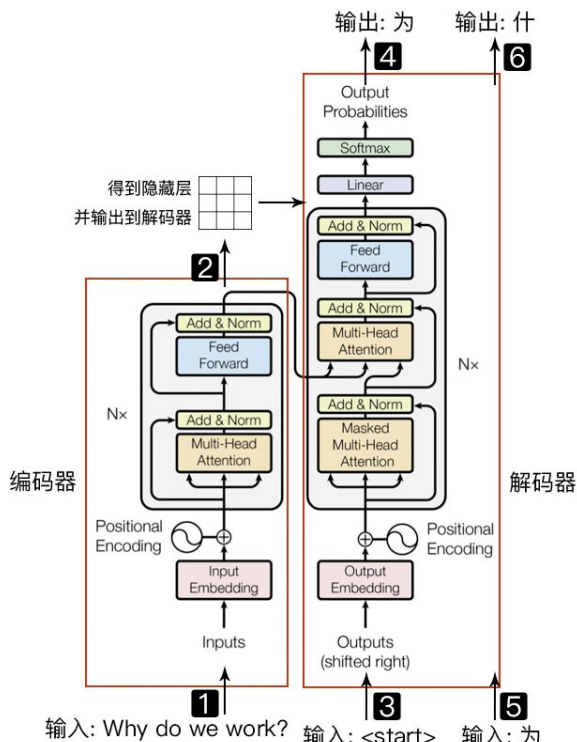 输出: 为
输出: 什
4
6
Output
Probabilities
Softmax
Linear
得到隐藏层
并输出到解码器
2
Add & Norm
Feed
Forward
Add & Norm
Multi-Head
Attention
Add & Norm
Masked
Multi-Head
Attention
N×
Add & Norm
Feed
Forward
Add & Norm
Multi-Head
Attention
N×
编码器
解码器
Positional
Encoding
Positional
Encoding
Input
Embedding
Output
Embedding
Inputs
Outputs
(shifted right)
1
3
5
输入: Why do we work?
输入: <start>
输入: 为